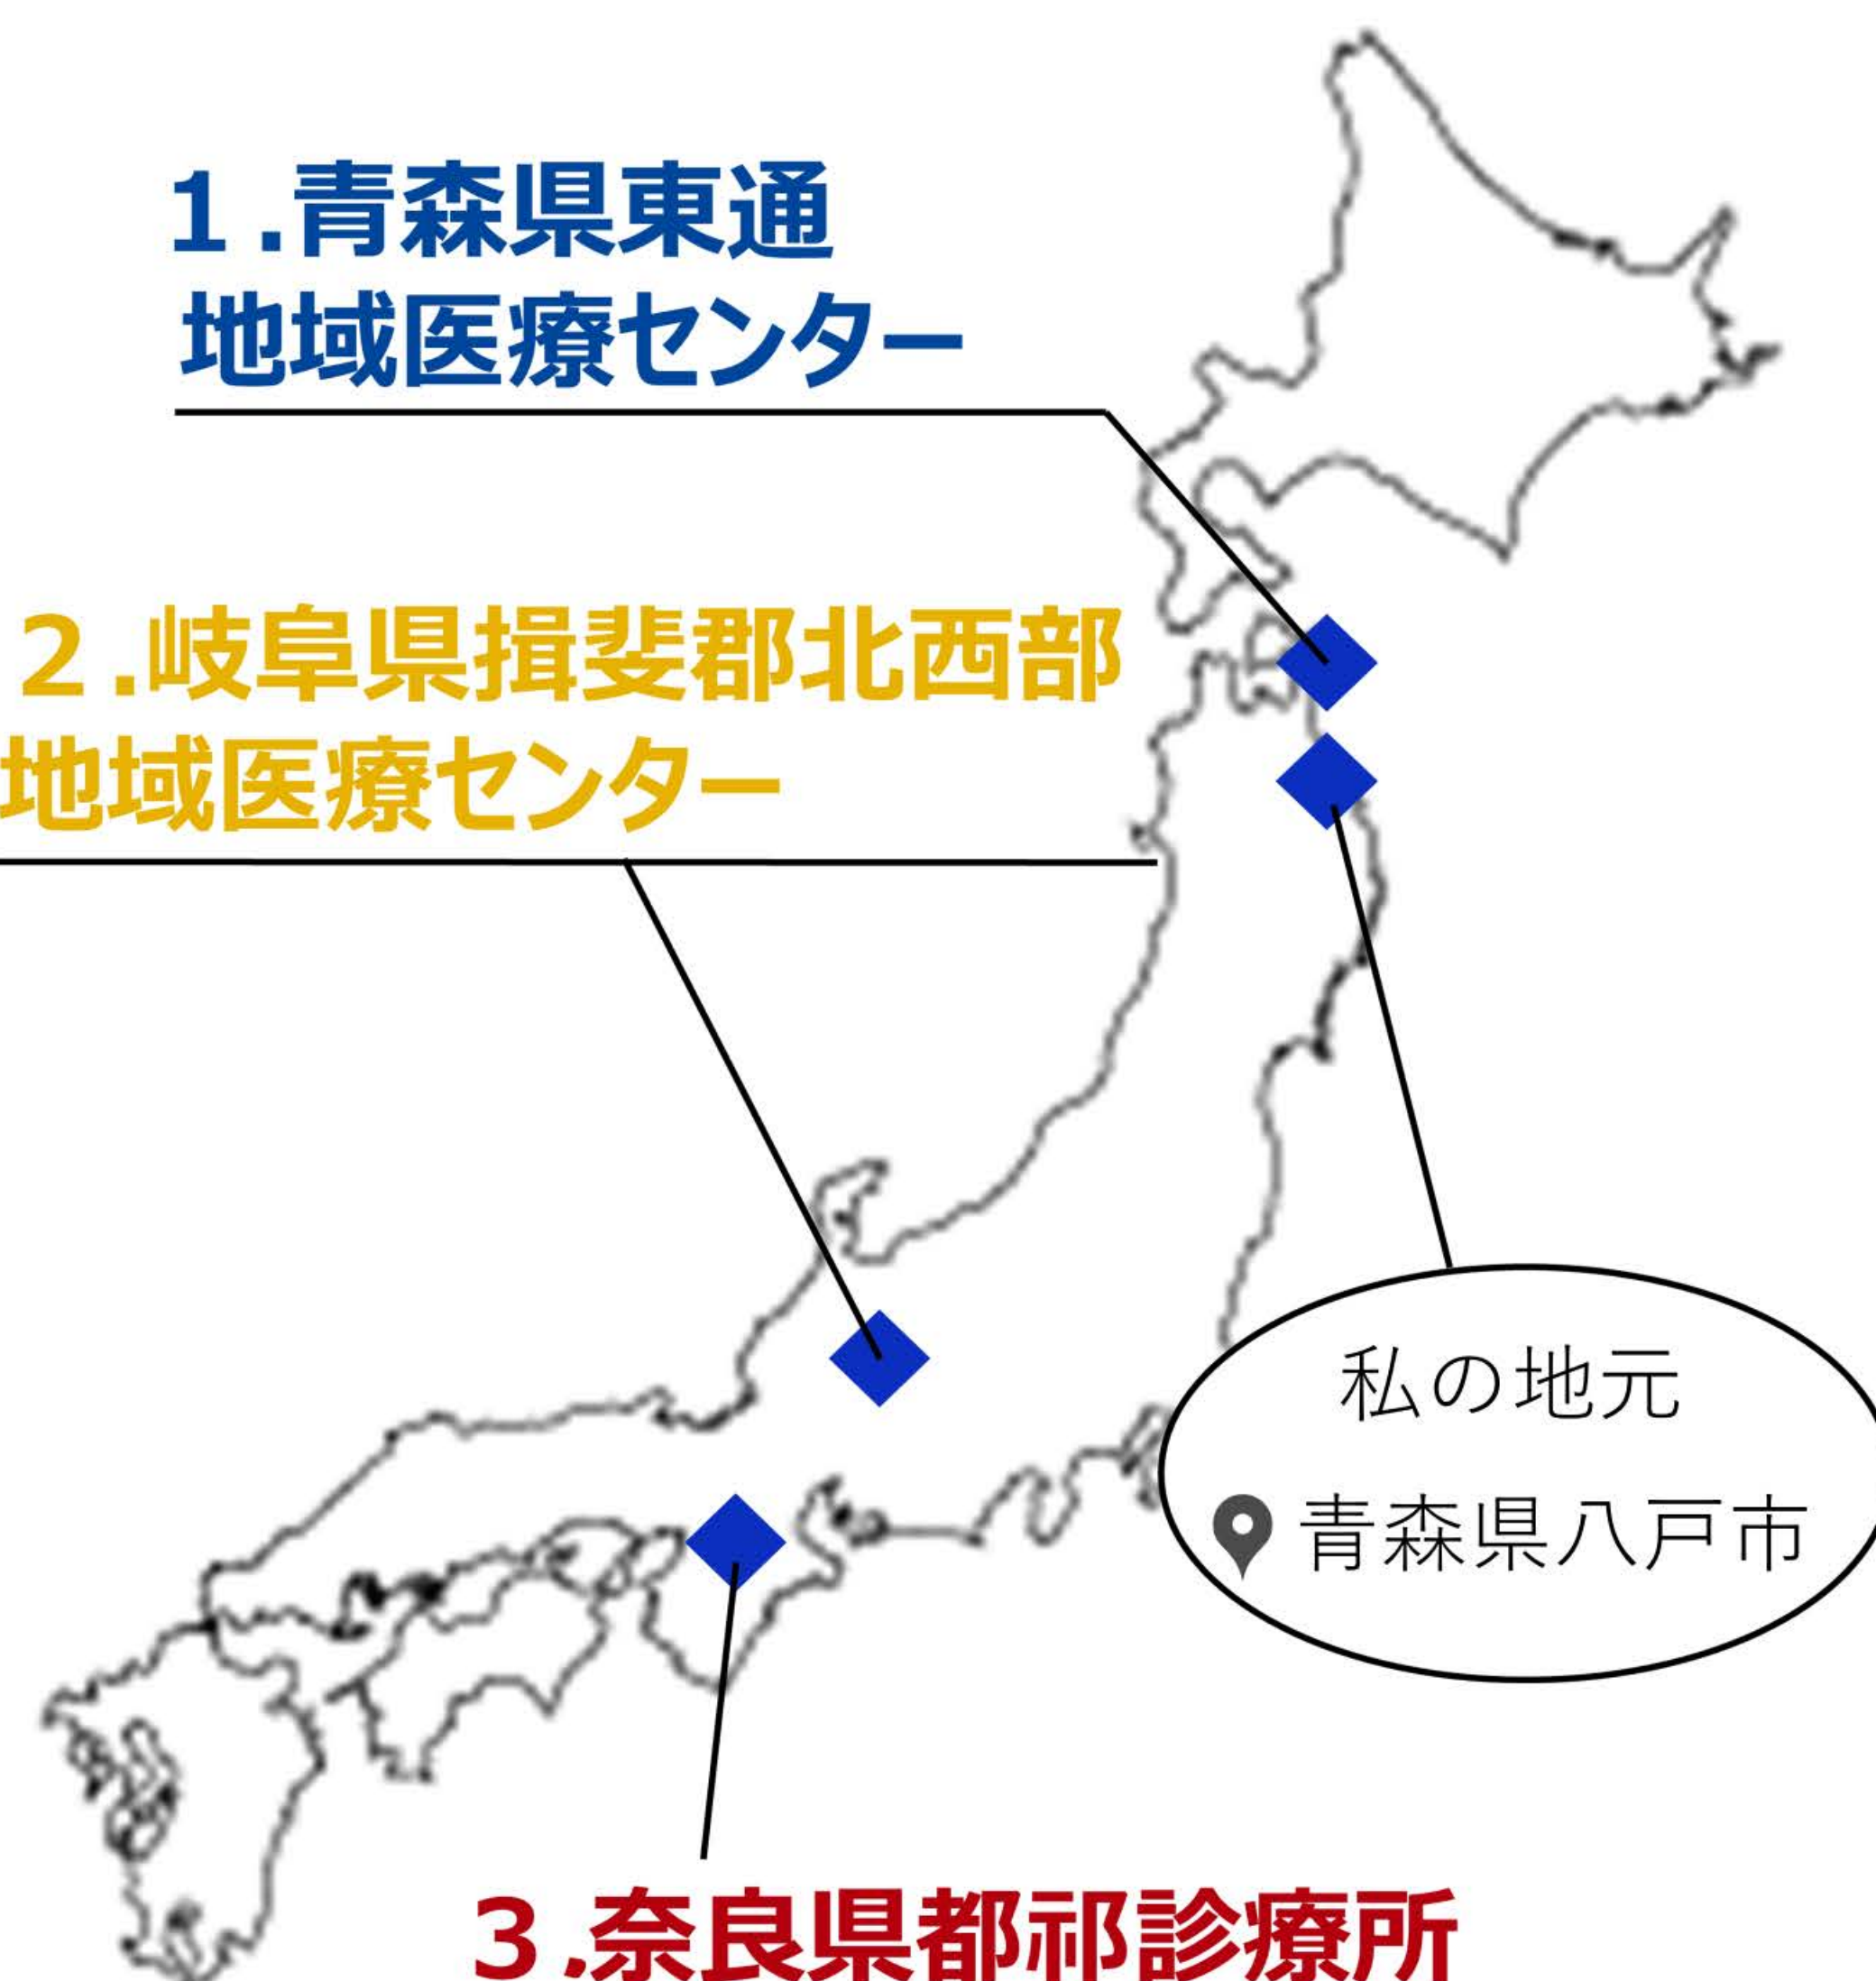 1.青森県東通
地域医療センター
2.岐阜県揖斐郡北西部
地域医療センター
私の地元
青森県八戸市
3.奈良県都祁診療所